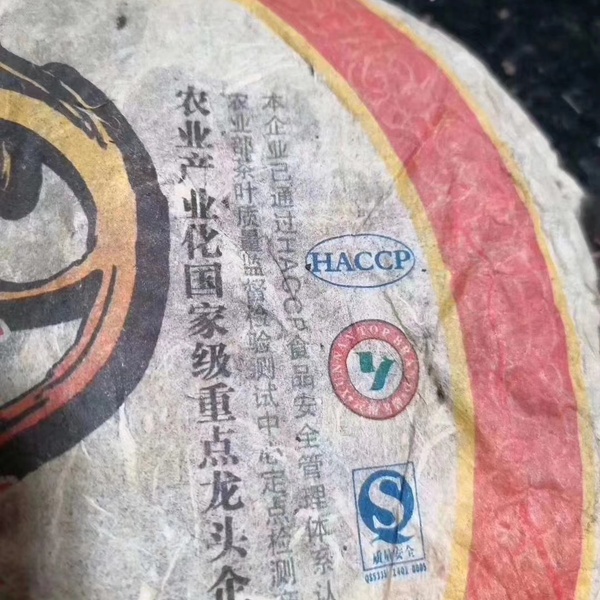 本企业已通过HACCP食品安全管理体系认
农业部茶叶质量监督检验测试中心定点检测
农业产业化国家级重点龙头企
HACCP
YUNNAN TOP BRAND
质量安全